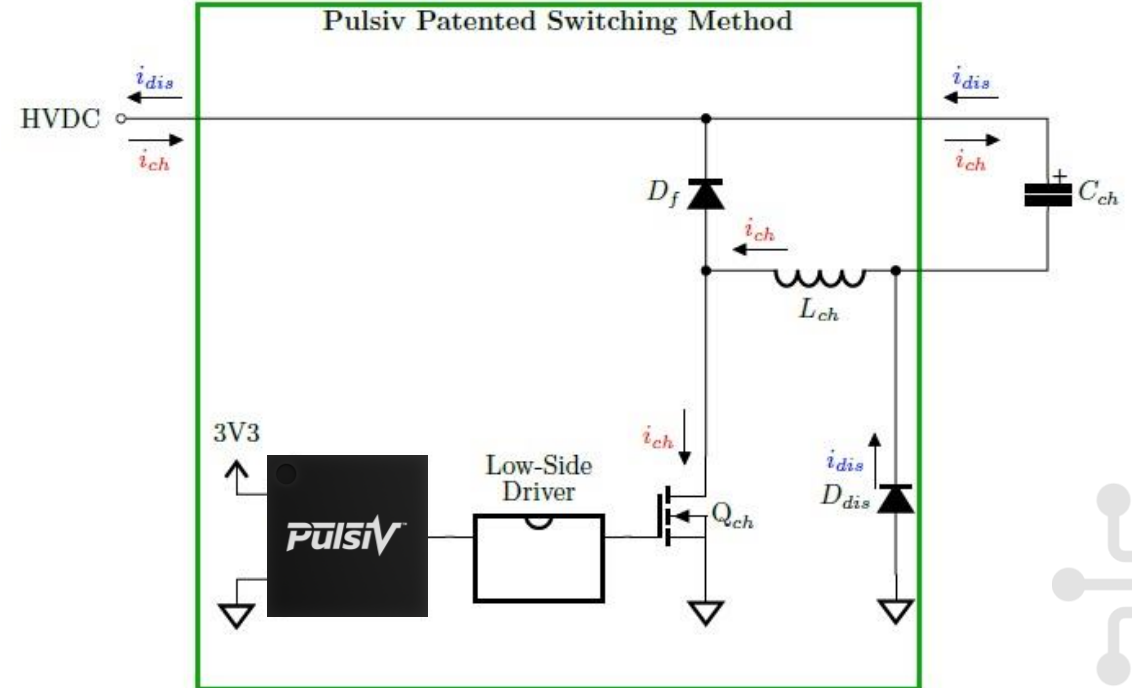 Pulsiv Patented Switching Method
i_dis
i_dis
HVDC
i_ch
i_ch
D_f
+
C_ch
i_ch
L_ch
3V3
i_ch
Low-Side
Driver
i_dis
D_dis
Q_ch
PULSIV™